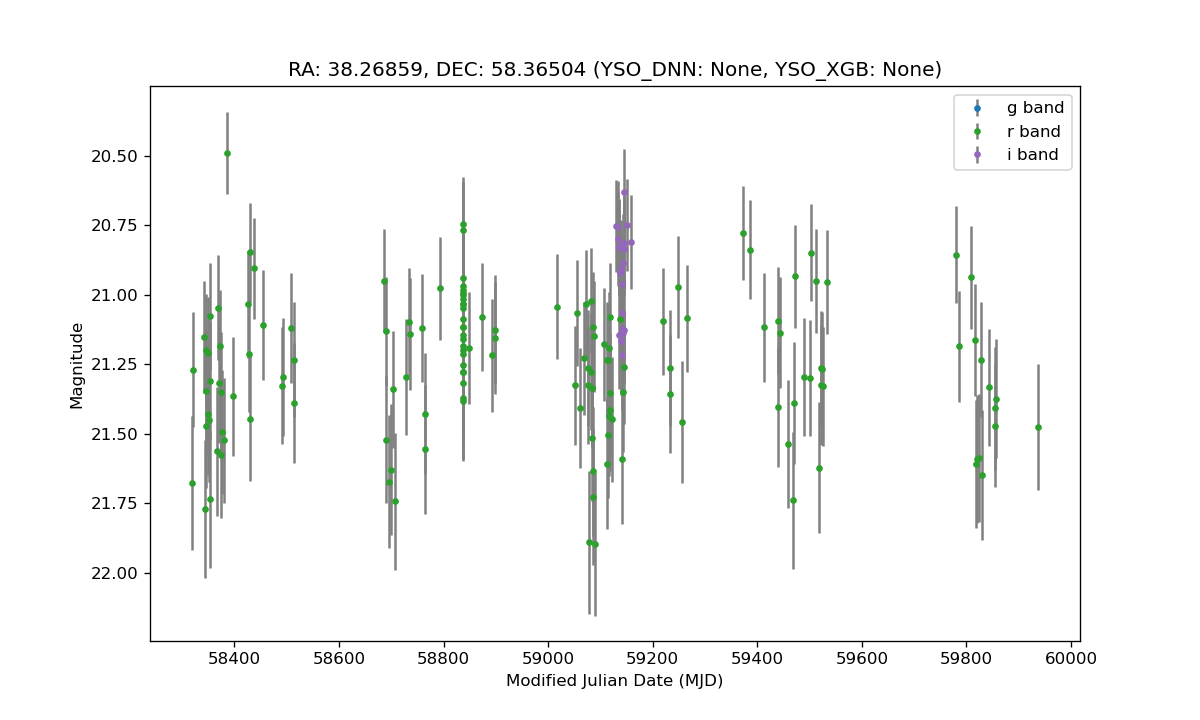 RA: 38.26859, DEC: 58.36504 (YSO_DNN: None, YSO_XGB: None)
g band
r band
i band
Magnitude
20.50
20.75
21.00
21.25
21.50
21.75
22.00
58400 58600 58800 59000 59200 59400 59600 59800 60000
Modified Julian Date (MJD)